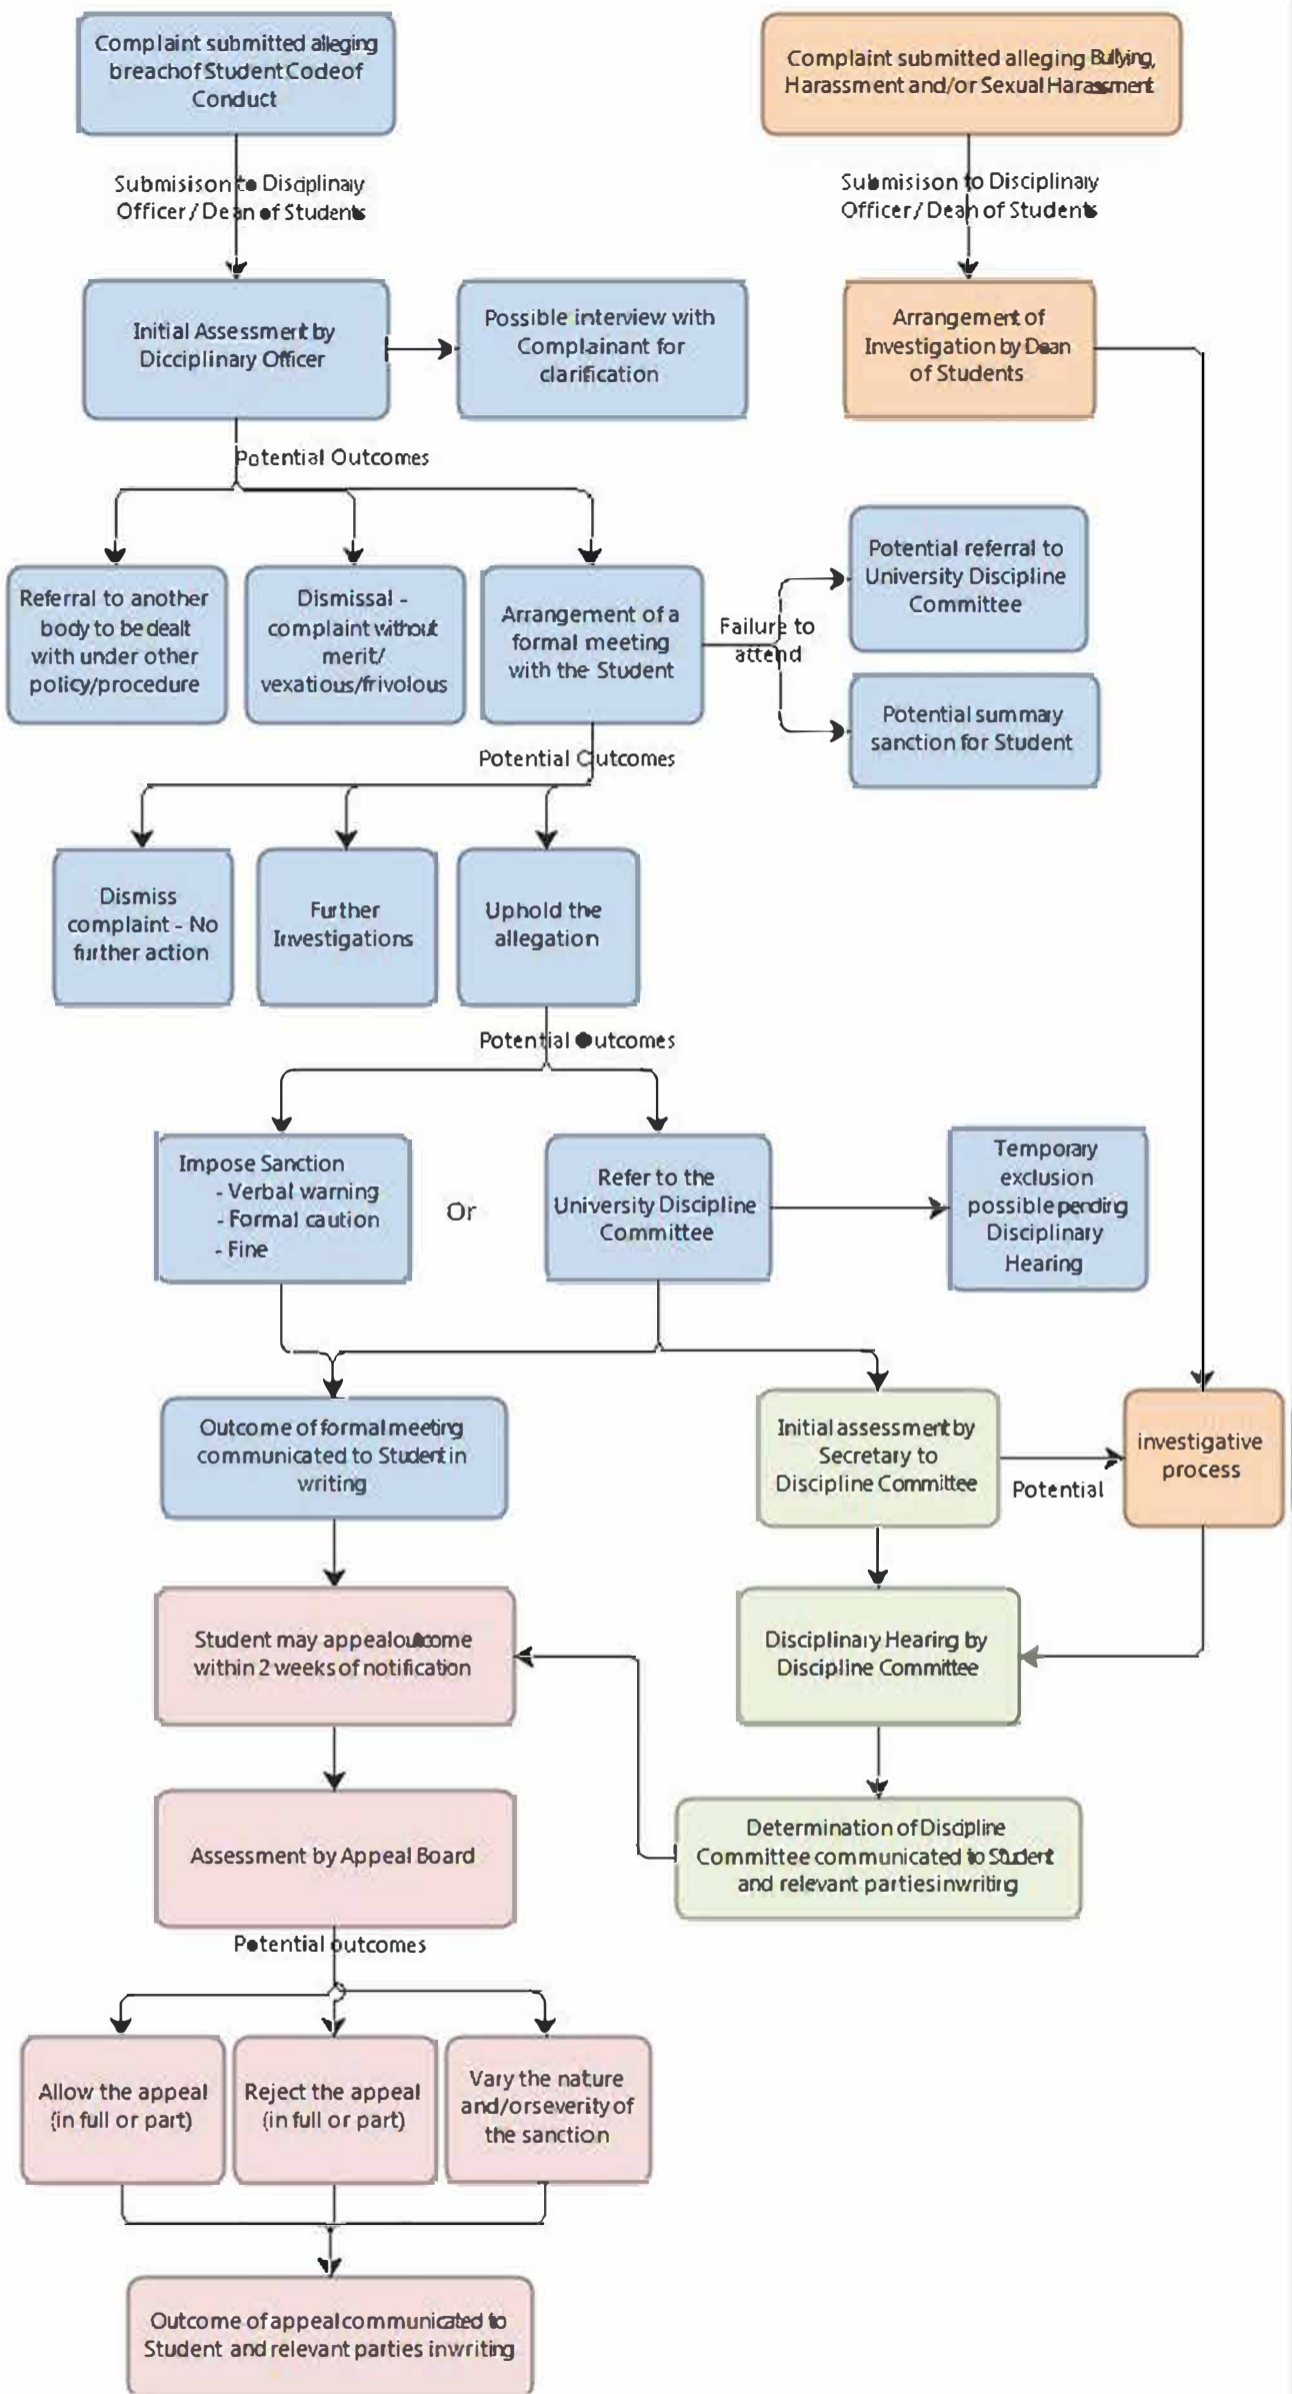 Complaint submitted alleging
breach of Student Code of
Conduct
Complaint submitted alleging Bullying,
Harassment and/or Sexual Harassment
Submisison to Disciplinary
Officer / Dean of Students
Submisison to Disciplinary
Officer / Dean of Students
Initial Assessment by
Dicciplinary Officer
Possible interview with
Complainant for
clarification
Arrangement of
Investigation by Dean
of Students
Potential Outcomes
Referral to another
body to be dealt
with under other
policy/procedure
Dismissal -
complaint without
merit/
vexatious/frivolous
Arrangement of a
formal meeting
with the Student
Failure to
attend
Potential referral to
University Discipline
Committee
Potential summary
sanction for Student
Potential Outcomes
Dismiss
complaint - No
further action
Further
Investigations
Uphold the
allegation
Potential Outcomes
Impose Sanction
- Verbal warning
- Formal caution
- Fine
Or
Refer to the
University Discipline
Committee
Temporary
exclusion
possible pending
Disciplinary
Hearing
Outcome of formal meeting
communicated to Student in
writing
Initial assessment by
Secretary to
Discipline Committee
Potential
investigative
process
Student may appeal outcome
within 2 weeks of notification
Disciplinary Hearing by
Discipline Committee
Assessment by Appeal Board
Determination of Discipline
Committee communicated to Student
and relevant parties in writing
Potential outcomes
Allow the appeal
(in full or part)
Reject the appeal
(in full or part)
Vary the nature
and/or severity of
the sanction
Outcome of appeal communicated to
Student and relevant parties in writing